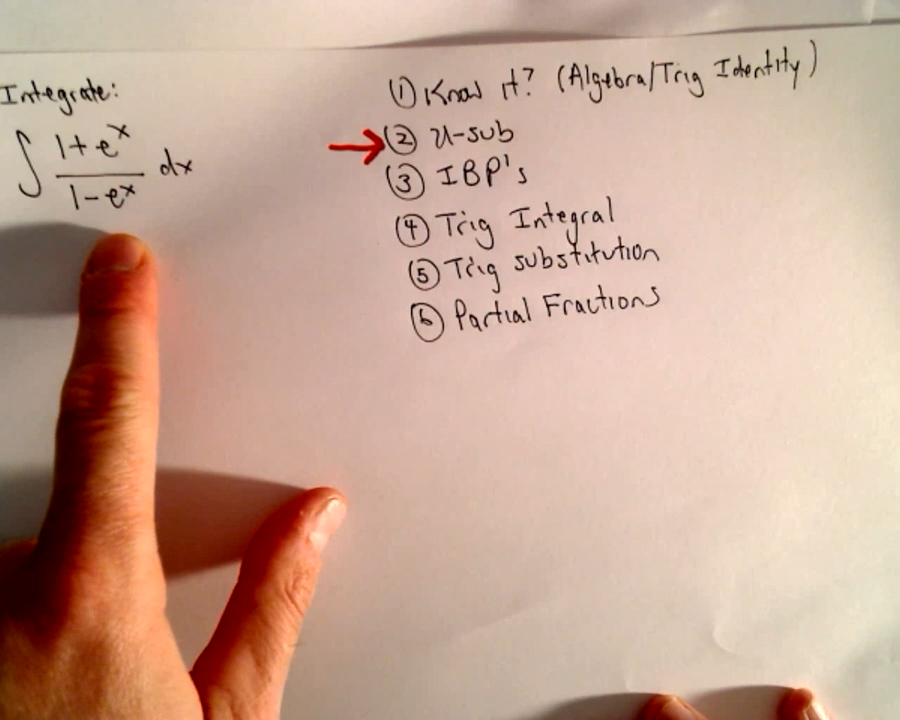 Integrate:
∫ (1+e^x)/(1-e^x) dx
① Know it? (Algebra/Trig Identity)
② U-sub
③ IBP's
④ Trig Integral
⑤ Trig substitution
⑥ Partial Fractions